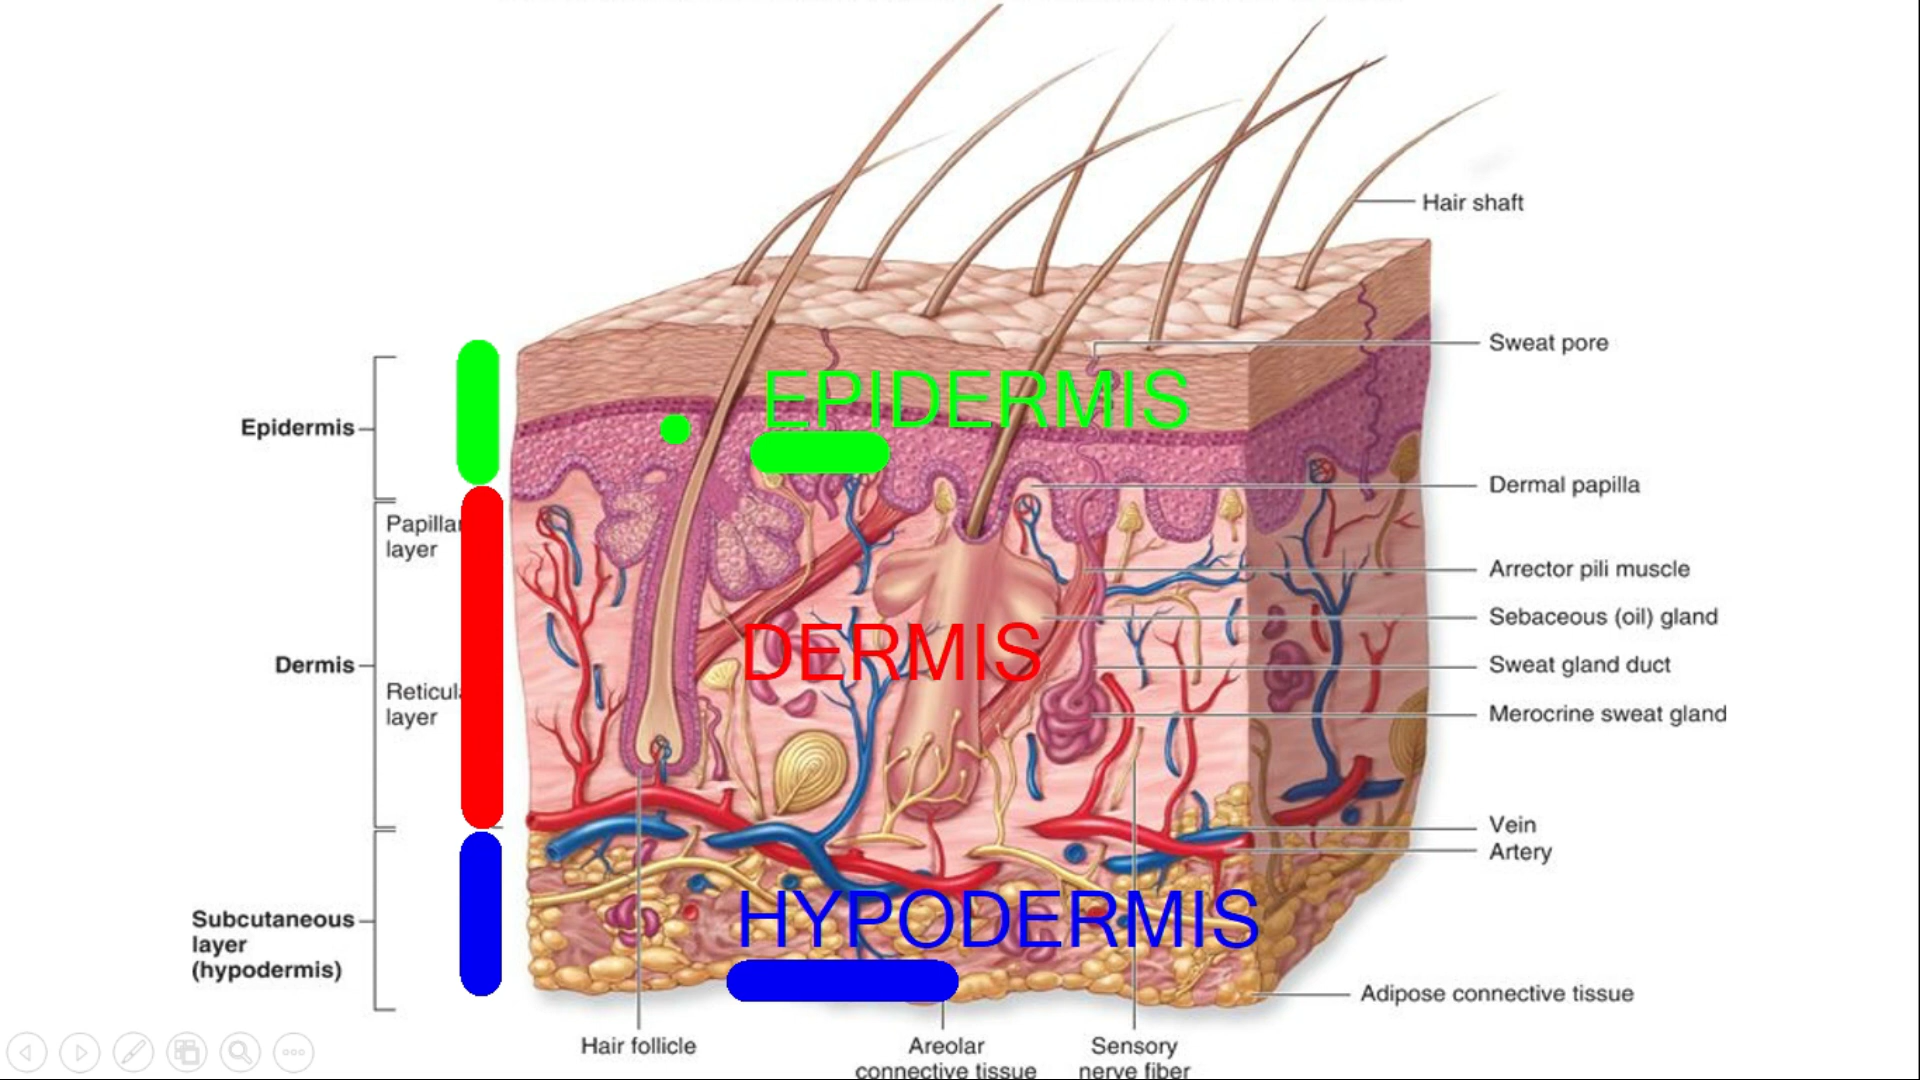 Hair shaft
Sweat pore
EPIDERMIS
Epidermis
Dermal papilla
layer
Arrector pili muscle
Sebaceous (oil) gland
DERMIS
Dermis
Sweat gland duct
layer
Merocrine sweat gland
Vein
Artery
HYPODERMIS
Subcutaneous
layer
(hypodermis)
Adipose connective tissue
Hair follicle
Areolar
connective tissue
Sensory
nerve fiber